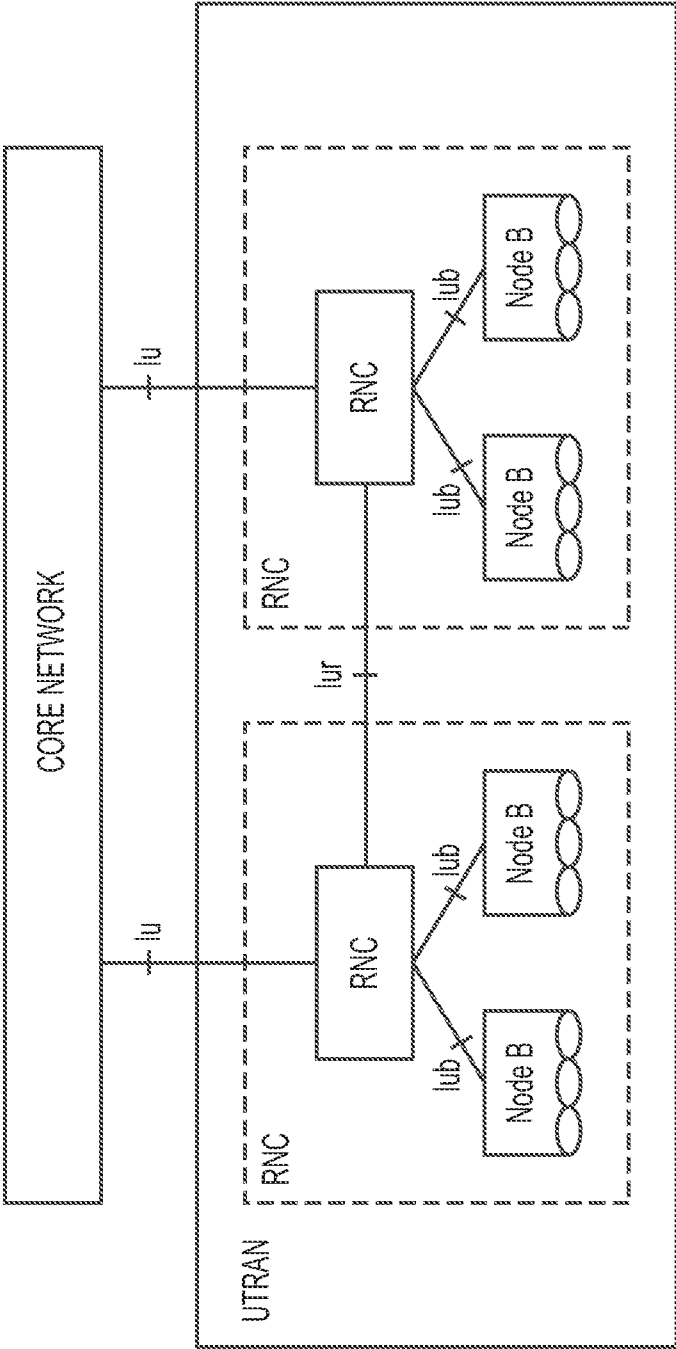 CORE NETWORK
Iu
Iu
UTRAN
RNC
RNC
RNC
Iur
RNC
Iub
Iub
Iub
Iub
Node B
Node B
Node B
Node B